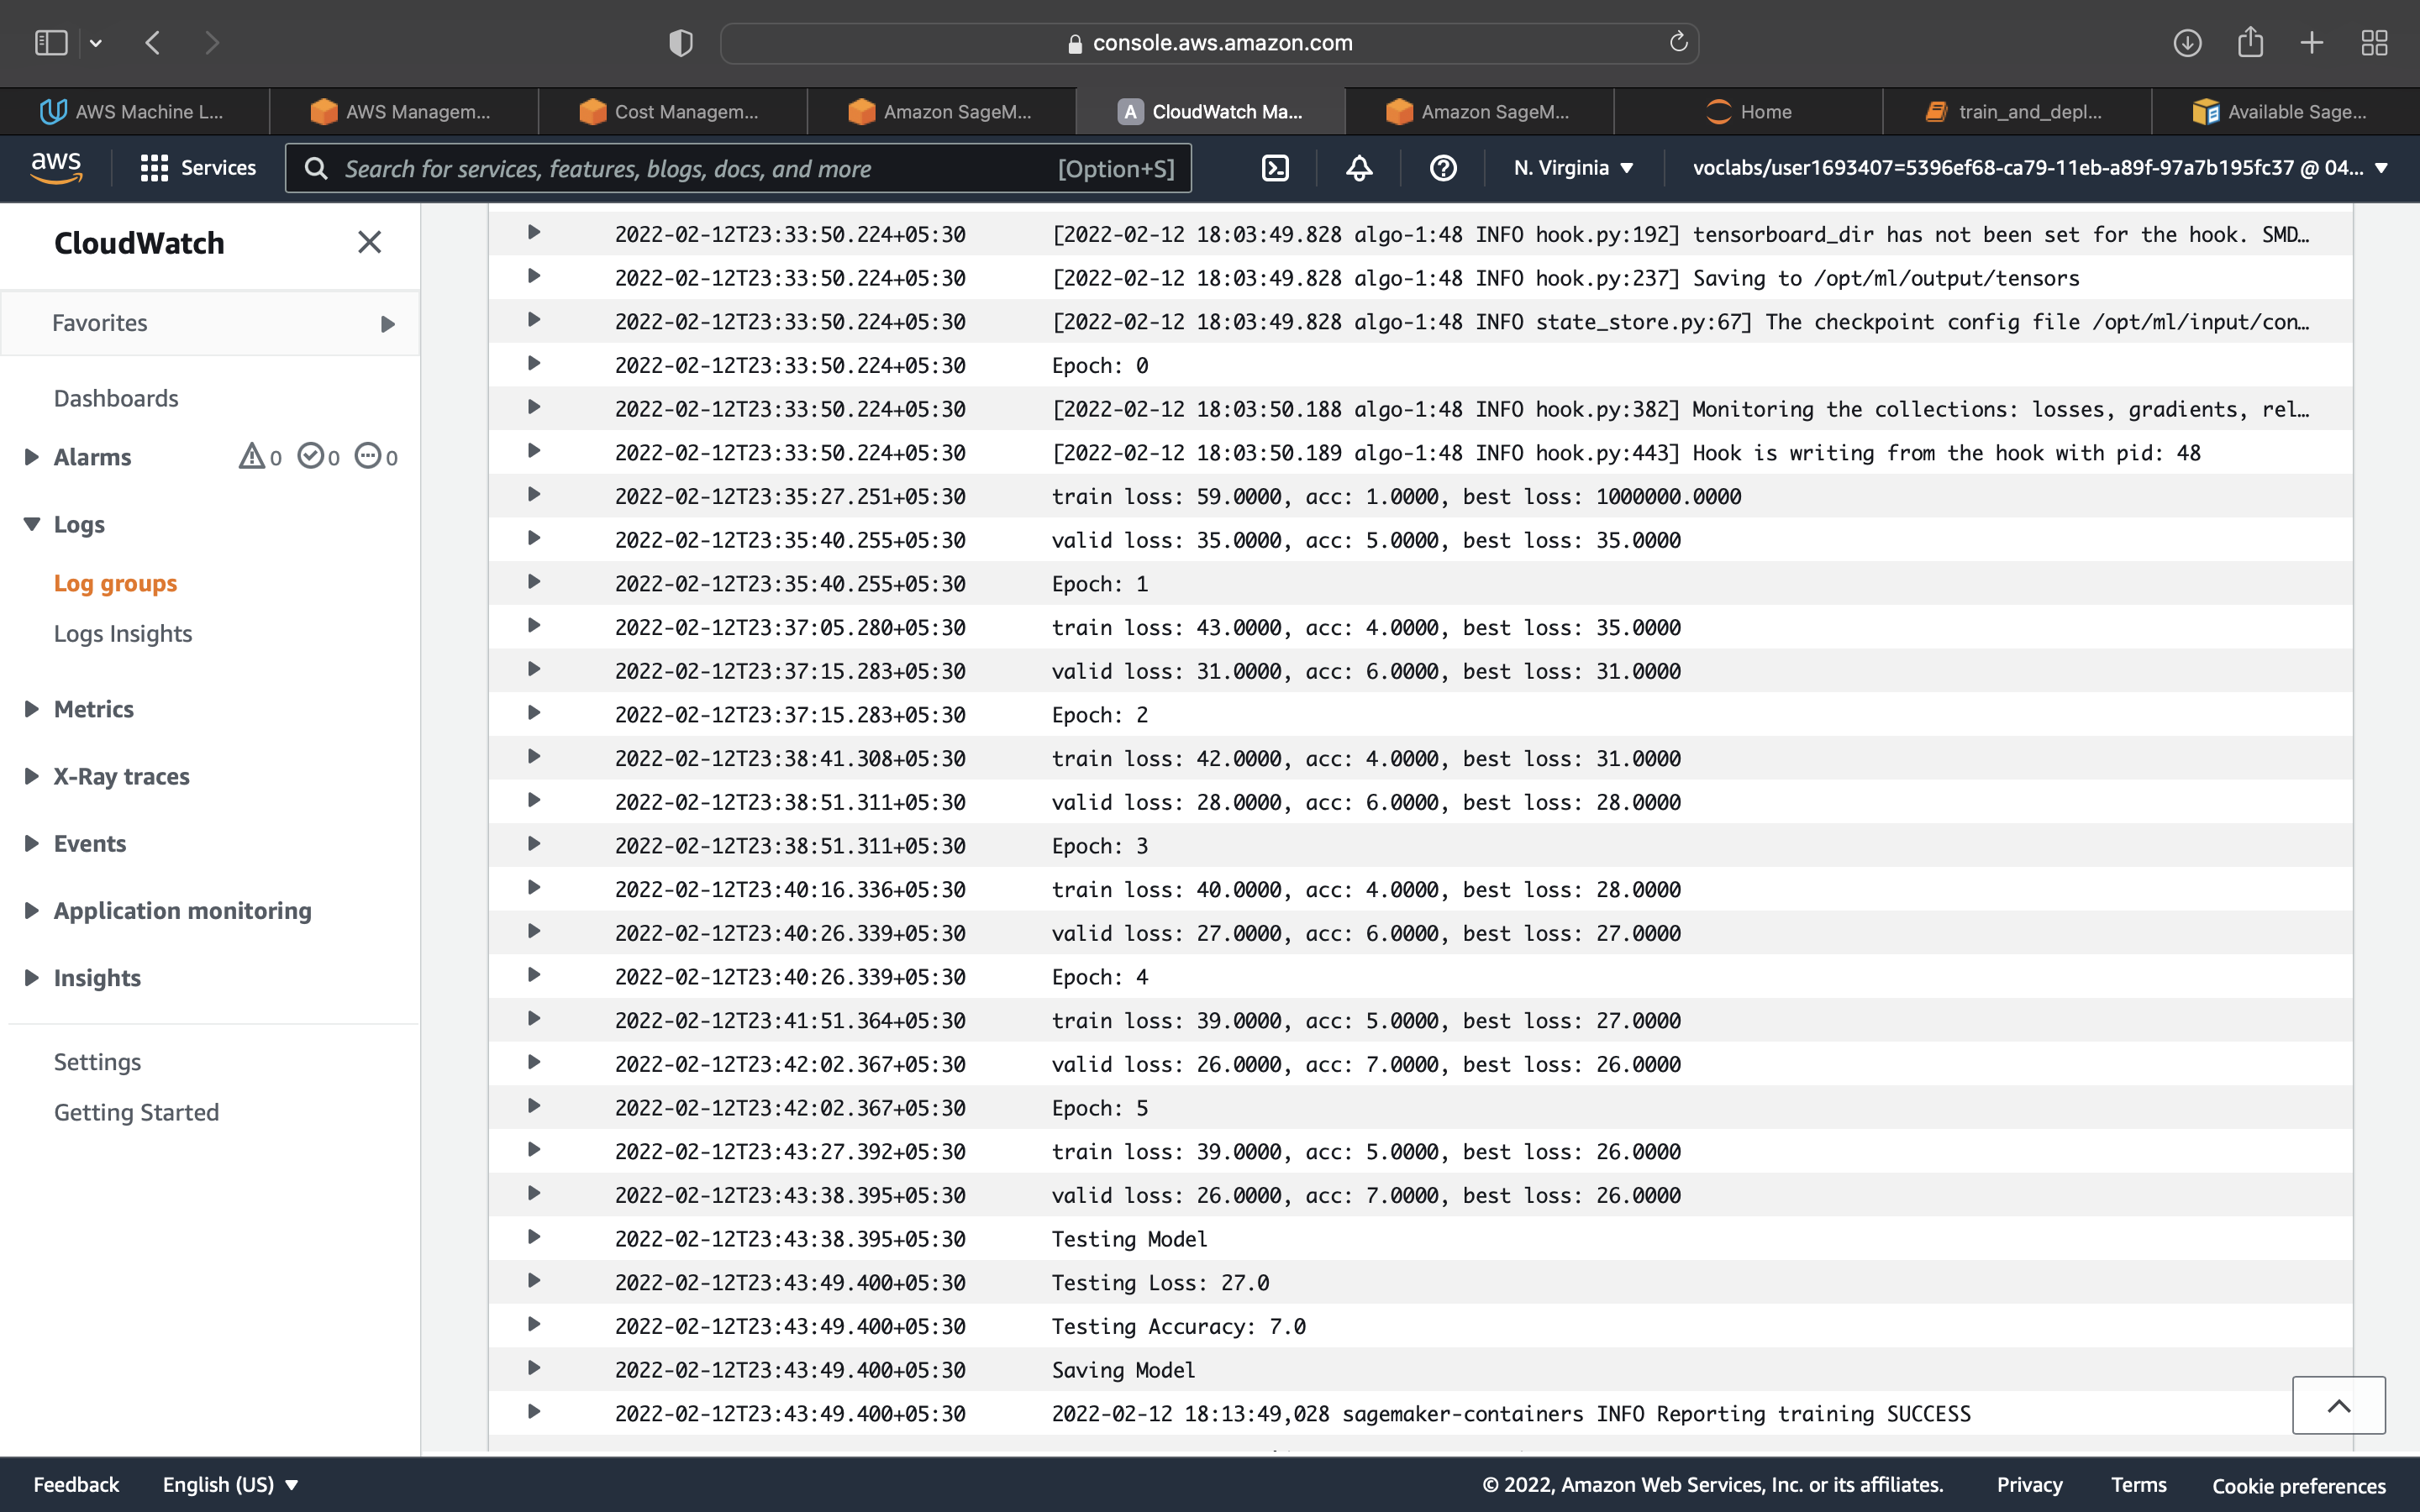 console.aws.amazon.com
AWS Machine L...
AWS Managem...
Cost Managem...
Amazon SageM...
A CloudWatch Ma...
Amazon SageM...
Home
train_and_depl...
Available Sage...
aws
Services
Search for services, features, blogs, docs, and more [Option+S]
N. Virginia
voclabs/user1693407=5396ef68-ca79-11eb-a89f-97a7b195fc37 @ 04...
CloudWatch
Favorites
Dashboards
Alarms 0 0 0
Logs
Log groups
Logs Insights
Metrics
X-Ray traces
Events
Application monitoring
Insights
Settings
Getting Started
2022-02-12T23:33:50.224+05:30 [2022-02-12 18:03:49.828 algo-1:48 INFO hook.py:192] tensorboard_dir has not been set for the hook. SMD…
2022-02-12T23:33:50.224+05:30 [2022-02-12 18:03:49.828 algo-1:48 INFO hook.py:237] Saving to /opt/ml/output/tensors
2022-02-12T23:33:50.224+05:30 [2022-02-12 18:03:49.828 algo-1:48 INFO state_store.py:67] The checkpoint config file /opt/ml/input/con…
2022-02-12T23:33:50.224+05:30 Epoch: 0
2022-02-12T23:33:50.224+05:30 [2022-02-12 18:03:50.188 algo-1:48 INFO hook.py:382] Monitoring the collections: losses, gradients, rel…
2022-02-12T23:33:50.224+05:30 [2022-02-12 18:03:50.189 algo-1:48 INFO hook.py:443] Hook is writing from the hook with pid: 48
2022-02-12T23:35:27.251+05:30 train loss: 59.0000, acc: 1.0000, best loss: 1000000.0000
2022-02-12T23:35:40.255+05:30 valid loss: 35.0000, acc: 5.0000, best loss: 35.0000
2022-02-12T23:35:40.255+05:30 Epoch: 1
2022-02-12T23:37:05.280+05:30 train loss: 43.0000, acc: 4.0000, best loss: 35.0000
2022-02-12T23:37:15.283+05:30 valid loss: 31.0000, acc: 6.0000, best loss: 31.0000
2022-02-12T23:37:15.283+05:30 Epoch: 2
2022-02-12T23:38:41.308+05:30 train loss: 42.0000, acc: 4.0000, best loss: 31.0000
2022-02-12T23:38:51.311+05:30 valid loss: 28.0000, acc: 6.0000, best loss: 28.0000
2022-02-12T23:38:51.311+05:30 Epoch: 3
2022-02-12T23:40:16.336+05:30 train loss: 40.0000, acc: 4.0000, best loss: 28.0000
2022-02-12T23:40:26.339+05:30 valid loss: 27.0000, acc: 6.0000, best loss: 27.0000
2022-02-12T23:40:26.339+05:30 Epoch: 4
2022-02-12T23:41:51.364+05:30 train loss: 39.0000, acc: 5.0000, best loss: 27.0000
2022-02-12T23:42:02.367+05:30 valid loss: 26.0000, acc: 7.0000, best loss: 26.0000
2022-02-12T23:42:02.367+05:30 Epoch: 5
2022-02-12T23:43:27.392+05:30 train loss: 39.0000, acc: 5.0000, best loss: 26.0000
2022-02-12T23:43:38.395+05:30 valid loss: 26.0000, acc: 7.0000, best loss: 26.0000
2022-02-12T23:43:38.395+05:30 Testing Model
2022-02-12T23:43:49.400+05:30 Testing Loss: 27.0
2022-02-12T23:43:49.400+05:30 Testing Accuracy: 7.0
2022-02-12T23:43:49.400+05:30 Saving Model
2022-02-12T23:43:49.400+05:30 2022-02-12 18:13:49,028 sagemaker-containers INFO Reporting training SUCCESS
Feedback English (US) © 2022, Amazon Web Services, Inc. or its affiliates. Privacy Terms Cookie preferences